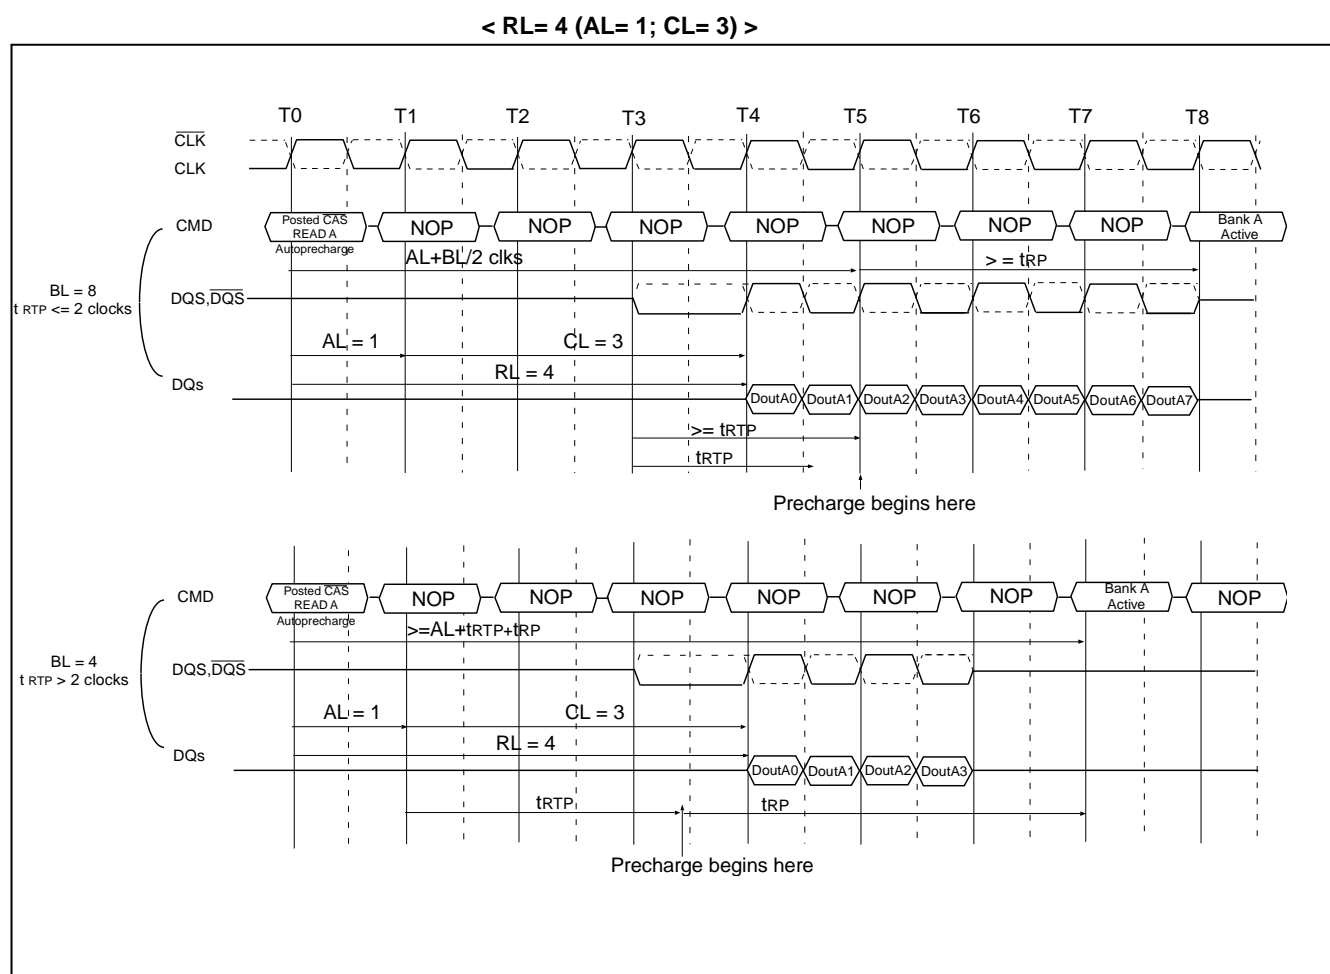 < RL= 4 (AL= 1; CL= 3) >
T0 T1 T2 T3 T4 T5 T6 T7 T8
CLK
CLK
CMD
Posted CAS
READ A
Autoprecharge
NOP NOP NOP NOP NOP NOP NOP
Bank A
Active
AL+BL/2 clks
> = tRP
BL = 8
t RTP <= 2 clocks
DQS,DQS
AL = 1
CL = 3
RL = 4
DQs
DoutA0 DoutA1 DoutA2 DoutA3 DoutA4 DoutA5 DoutA6 DoutA7
>= tRTP
tRTP
Precharge begins here
CMD
Posted CAS
READ A
Autoprecharge
NOP NOP NOP NOP NOP NOP
Bank A
Active
NOP
>=AL+tRTP+tRP
BL = 4
t RTP > 2 clocks
DQS,DQS
AL = 1
CL = 3
RL = 4
DQs
DoutA0 DoutA1 DoutA2 DoutA3
tRTP
tRP
Precharge begins here